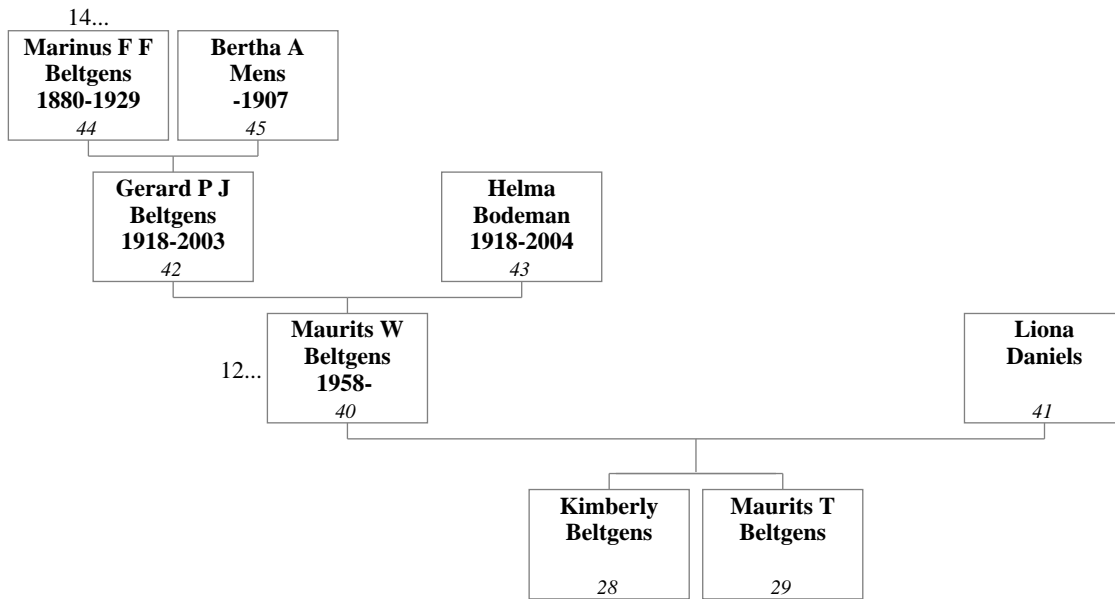 14...
Marinus F F
Beltgens
1880-1929
44
Bertha A
Mens
-1907
45
Gerard P J
Beltgens
1918-2003
42
Helma
Bodeman
1918-2004
43
12...
Maurits W
Beltgens
1958-
40
Liona
Daniels
41
Kimberly
Beltgens
28
Maurits T
Beltgens
29